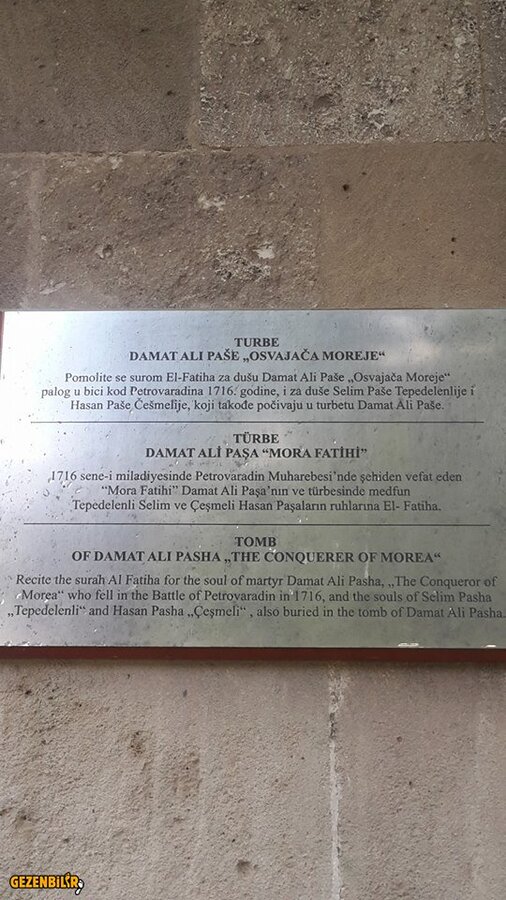 TURBE
DAMAT ALI PAŠE „OSVAJAČA MOREJE“
Pomolite se surom El-Fatiha za dušu Damat Ali Paše „Osvajača Moreje“
palog u bici kod Petrovaradina 1716. godine, i za duše Selim Paše Tepedelenlije i
Hasan Paše Češmelije, koji takođe počivaju u turbetu Damat Ali Paše.
TÜRBE
DAMAT ALİ PAŞA “MORA FATİHİ”
1716 sene-i miladiyesinde Petrovaradin Muharebesi’nde şehiden vefat eden
“Mora Fatihi” Damat Ali Paşa’nın ve türbesinde medfun
Tepedelenli Selim ve Çeşmeli Hasan Paşaların ruhlarına El- Fatiha.
TOMB
OF DAMAT ALI PASHA „THE CONQUERER OF MOREA“
Recite the surah Al Fatiha for the soul of martyr Damat Ali Pasha, „The Conqueror of
Morea“ who fell in the Battle of Petrovaradin in 1716, and the souls of Selim Pasha
„Tepedelenli“ and Hasan Pasha „Çeşmeli“ , also buried in the tomb of Damat Ali Pasha.
GEZENBİLİR